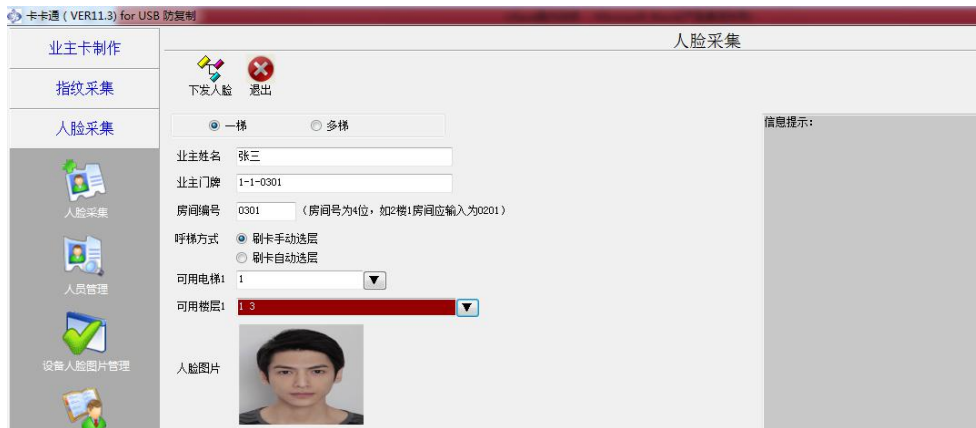 卡卡通 ( VER11.3) for USB 防复制
业主卡制作
指纹采集
人脸采集
人脸采集
人员管理
设备人脸图片管理
人脸采集
下发人脸 退出
一梯 多梯
业主姓名 张三
业主门牌 1-1-0301
房间编号 0301 (房间号为4位，如2楼1房间应输入为0201)
呼梯方式 刷卡手动选层
刷卡自动选层
可用电梯1 1
可用楼层1 1 3
人脸图片
信息提示：